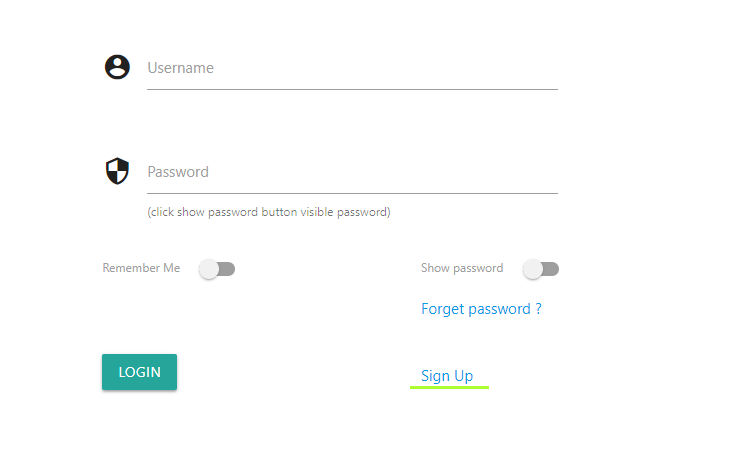 Username
Password
(click show password button visible password)
Remember Me
Show password
Forget password ?
LOGIN
Sign Up